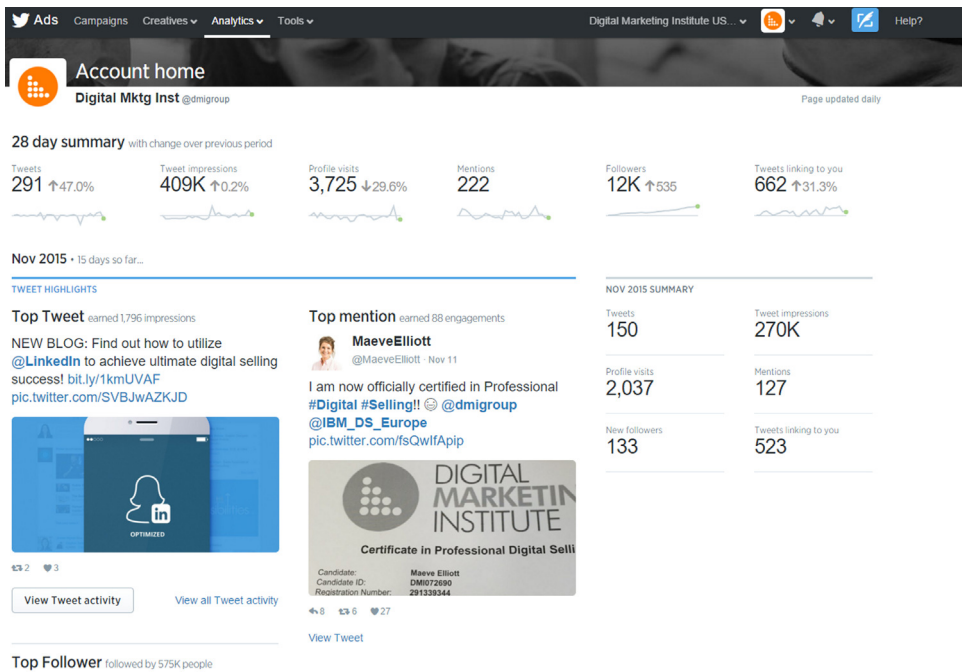 Ads Campaigns Creatives Analytics Tools Digital Marketing Institute US... Help?
Account home
Digital Mktg Inst @dmigroup
Page updated daily
28 day summary with change over previous period
Tweets Tweet impressions Profile visits Mentions Followers Tweets linking to you
291 ↑47.0% 409K ↑0.2% 3,725 ↓29.6% 222 12K ↑535 662 ↑31.3%
Nov 2015 • 15 days so far...
TWEET HIGHLIGHTS
Top Tweet earned 1,796 impressions
NEW BLOG: Find out how to utilize
@LinkedIn to achieve ultimate digital selling
success! bit.ly/1kmUVAF
pic.twitter.com/SVBJwAZKJD
in
OPTIMIZED
2 3
View Tweet activity View all Tweet activity
Top mention earned 88 engagements
MaeveElliott
@MaeveElliott · Nov 11
I am now officially certified in Professional
#Digital #Selling!! @dmigroup
@IBM_DS_Europe
pic.twitter.com/fsQwIfApip
DIGITAL
MARKETIN
INSTITUTE
Certificate in Professional Digital Selli
Candidate: Maeve Elliott
Candidate ID: DMI072690
Registration Number: 291339344
8 6 27
View Tweet
NOV 2015 SUMMARY
Tweets Tweet impressions
150 270K
Profile visits Mentions
2,037 127
New followers Tweets linking to you
133 523
Top Follower followed by 575K people